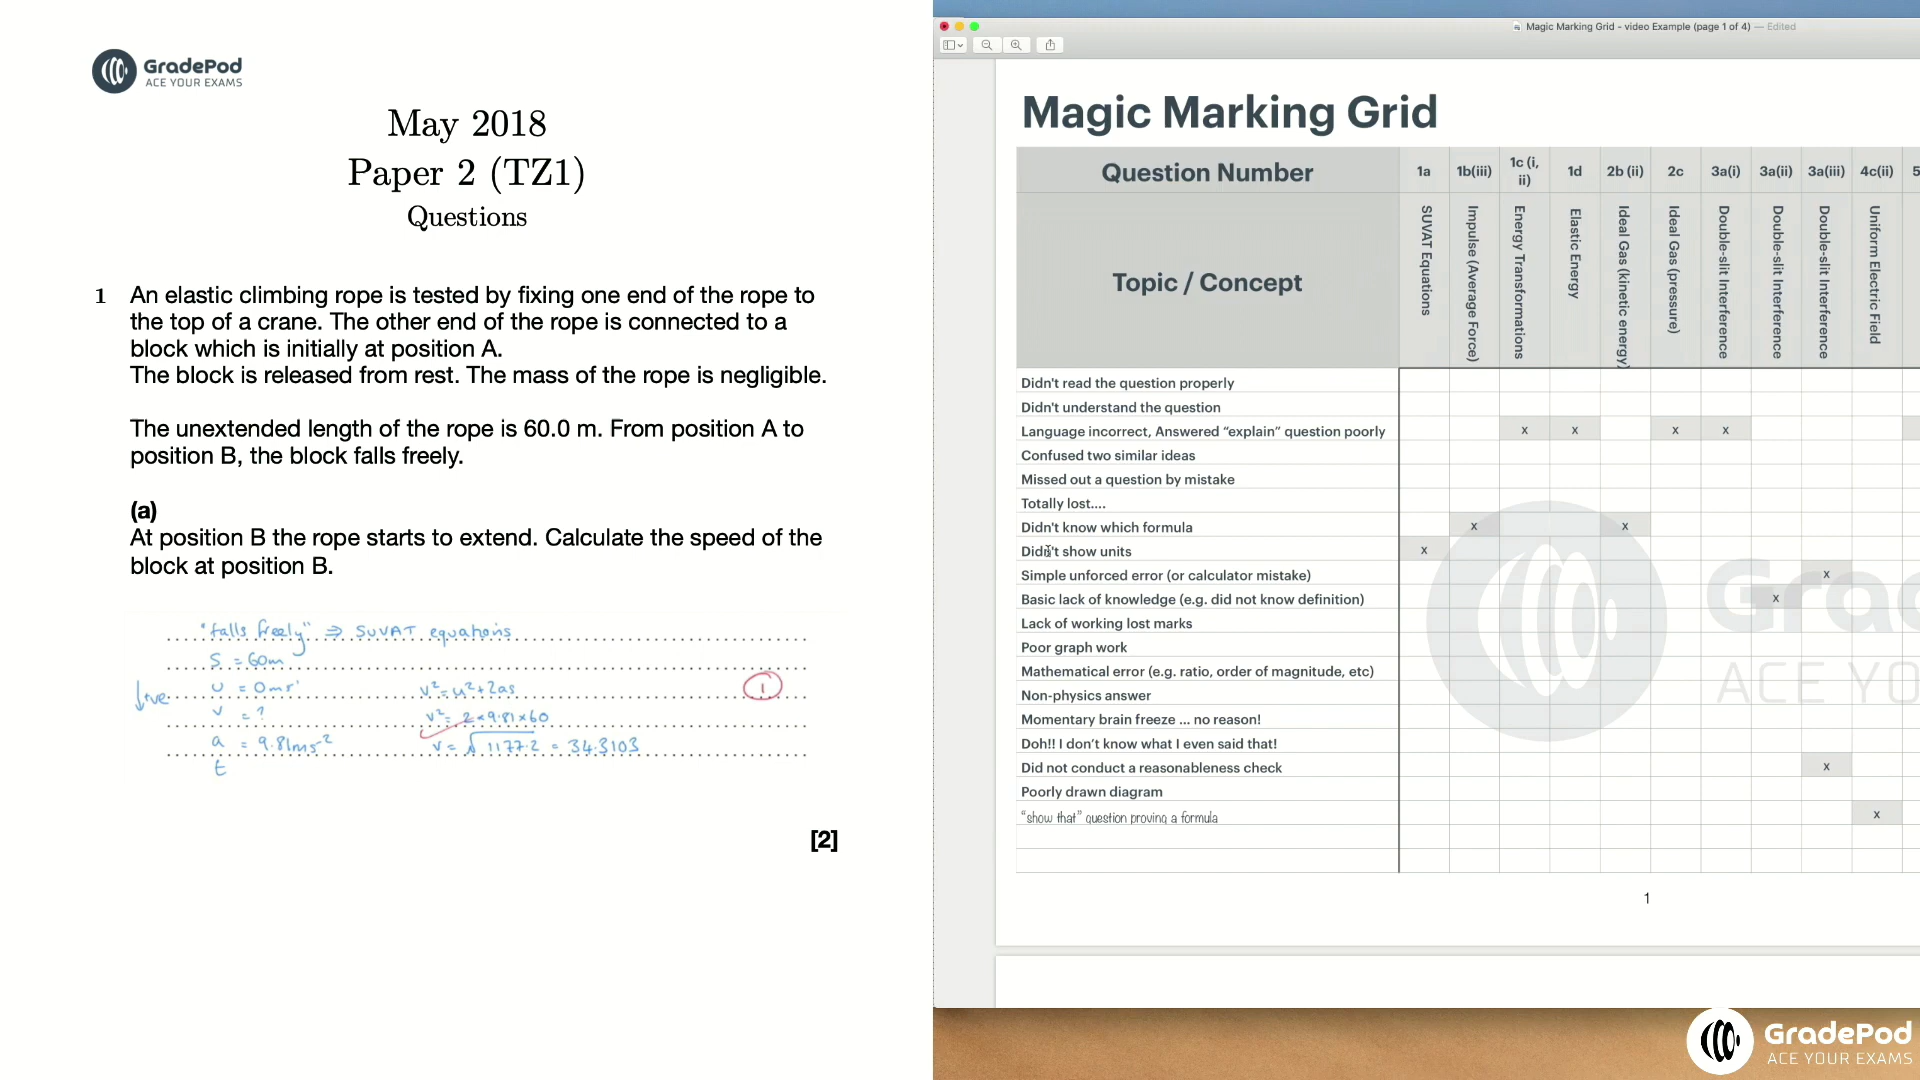 GradePod
ACE YOUR EXAMS
May 2018
Paper 2 (TZ1)
Questions
1 An elastic climbing rope is tested by fixing one end of the rope to
the top of a crane. The other end of the rope is connected to a
block which is initially at position A.
The block is released from rest. The mass of the rope is negligible.
The unextended length of the rope is 60.0 m. From position A to
position B, the block falls freely.
(a)
At position B the rope starts to extend. Calculate the speed of the
block at position B.
"falls freely" ⇒ SUVAT equations
S = 60m
u = 0ms⁻¹
v² = u² + 2as
1
↓+ve
v = ?
v² = 2 × 9.81 × 60
a = 9.81ms⁻²
v = √1177.2 = 34.3103
t
[2]
Magic Marking Grid - video Example (page 1 of 4) — Edited
Magic Marking Grid
Question Number 1a 1b(iii) 1c (i, ii) 1d 2b (ii) 2c 3a(i) 3a(ii) 3a(iii) 4c(ii) 5
Topic / Concept
SUVAT Equations
Impulse (Average Force)
Energy Transformations
Elastic Energy
Ideal Gas (kinetic energy)
Ideal Gas (pressure)
Double-slit Interference
Double-slit Interference
Double-slit Interference
Uniform Electric Field
Didn't read the question properly
Didn't understand the question
Language incorrect, Answered "explain" question poorly x x x x
Confused two similar ideas
Missed out a question by mistake
Totally lost....
Didn't know which formula x x
Didn't show units x
Simple unforced error (or calculator mistake) x
Basic lack of knowledge (e.g. did not know definition) x
Lack of working lost marks
Poor graph work
Mathematical error (e.g. ratio, order of magnitude, etc)
Non-physics answer
Momentary brain freeze ... no reason!
Doh!! I don't know what I even said that!
Did not conduct a reasonableness check x
Poorly drawn diagram
"show that" question proving a formula x
Gra
ACE YO
1
GradePod
ACE YOUR EXAMS